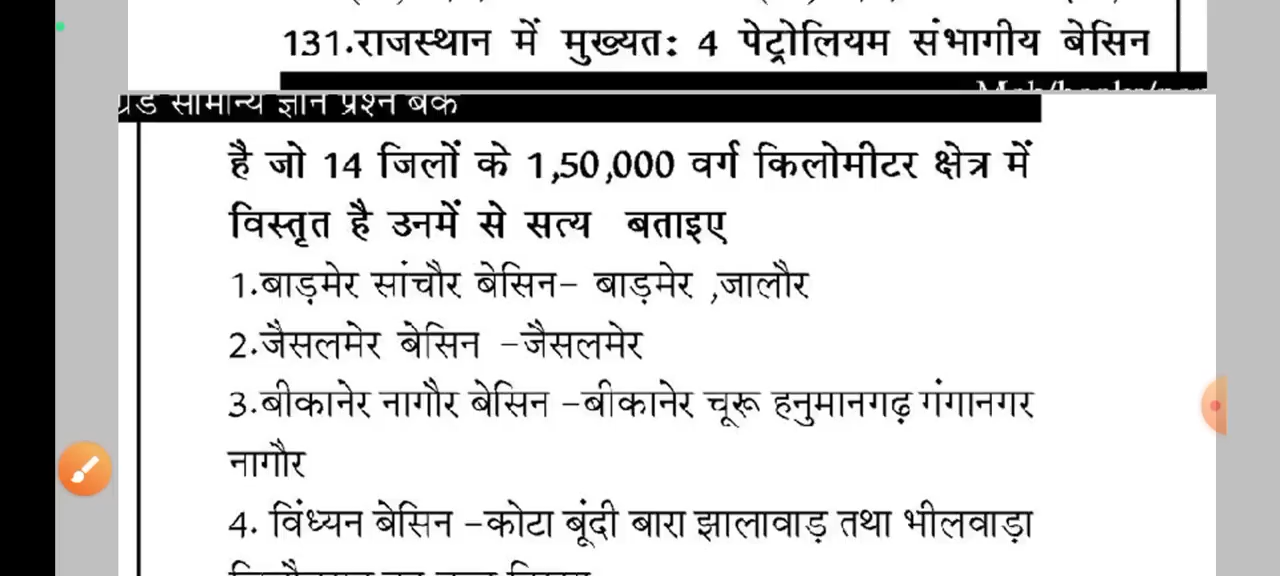 131.राजस्थान में मुख्यत: 4 पेट्रोलियम संभागीय बेसिन
ग्रेड सामान्य ज्ञान प्रश्न बैंक
है जो 14 जिलों के 1,50,000 वर्ग किलोमीटर क्षेत्र में
विस्तृत है उनमें से सत्य बताइए
1.बाड़मेर सांचौर बेसिन– बाड़मेर ,जालौर
2.जैसलमेर बेसिन –जैसलमेर
3.बीकानेर नागौर बेसिन –बीकानेर चूरू हनुमानगढ़ गंगानगर
नागौर
4. विंध्यन बेसिन –कोटा बूंदी बारा झालावाड़ तथा भीलवाड़ा